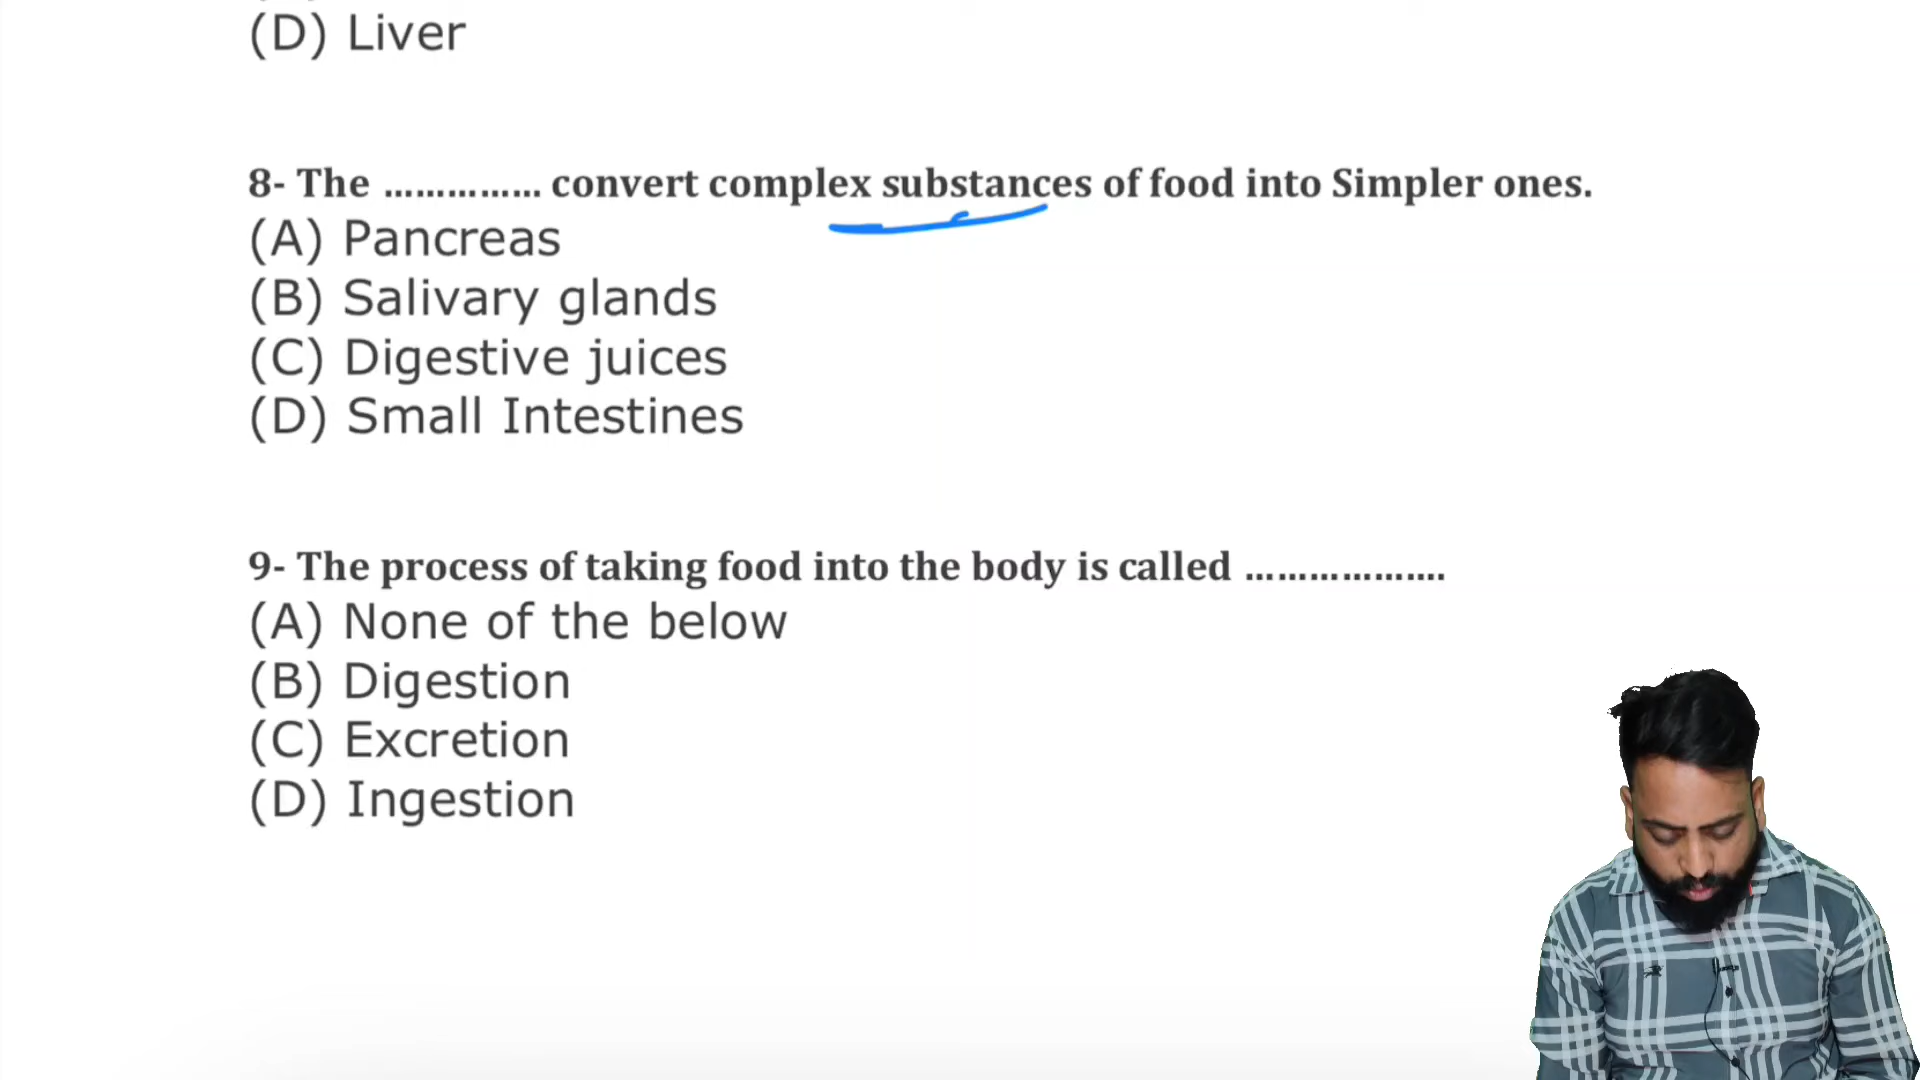 (D) Liver
8- The ............... convert complex substances of food into Simpler ones.
(A) Pancreas
(B) Salivary glands
(C) Digestive juices
(D) Small Intestines
9- The process of taking food into the body is called ...................
(A) None of the below
(B) Digestion
(C) Excretion
(D) Ingestion